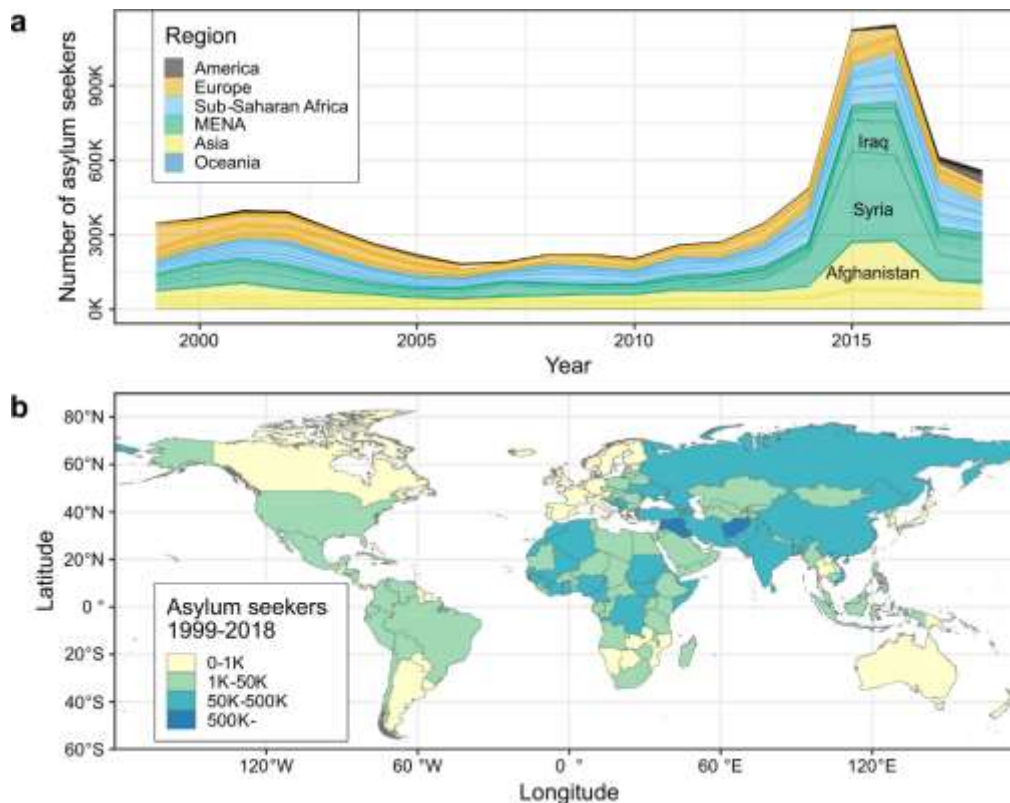 a
Number of asylum seekers
900K
600K
300K
0K
Region
America
Europe
Sub-Saharan Africa
MENA
Asia
Oceania
Iraq
Syria
Afghanistan
2000 2005 2010 2015
Year
b
Latitude
80°N
60°N
40°N
20°N
0 °
20°S
40°S
60°S
Asylum seekers
1999-2018
0-1K
1K-50K
50K-500K
500K-
120°W 60 °W 0 ° 60 °E 120°E
Longitude